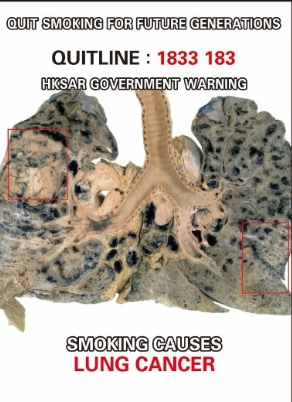 QUIT SMOKING FOR FUTURE GENERATIONS
QUITLINE : 1833 183
HKSAR GOVERNMENT WARNING
SMOKING CAUSES
LUNG CANCER